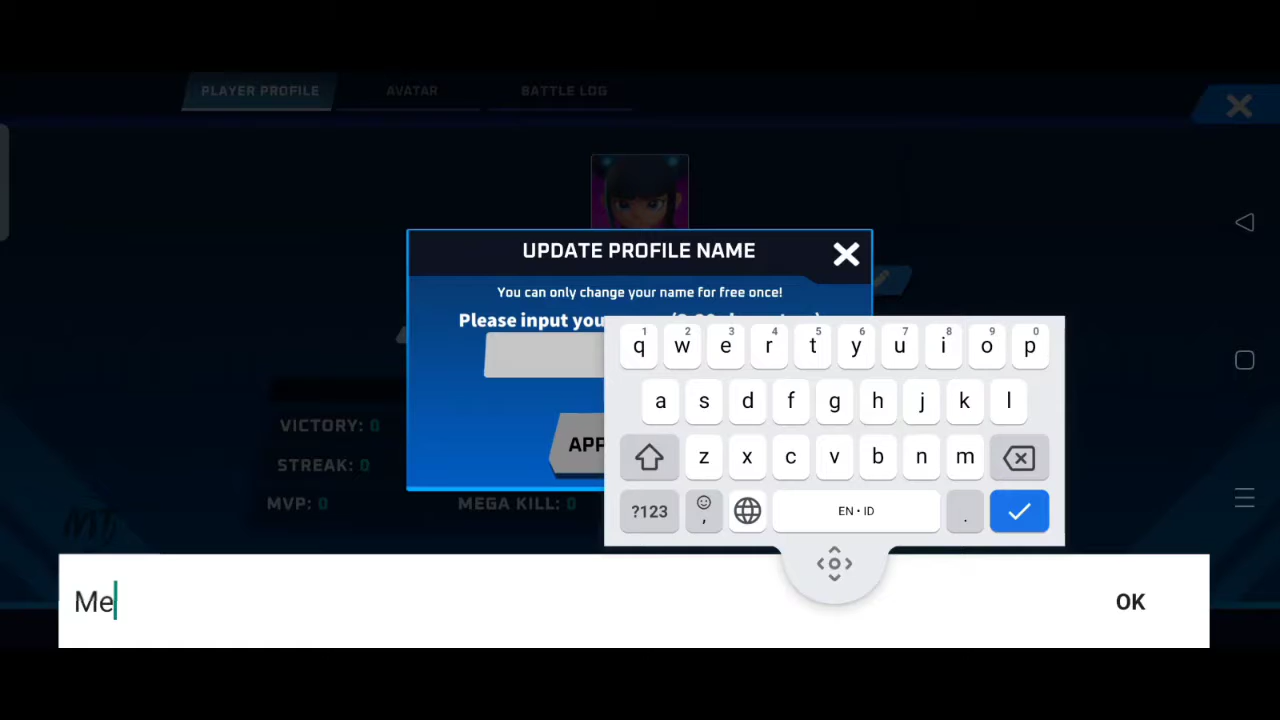 PLAYER PROFILE
AVATAR
BATTLE LOG
UPDATE PROFILE NAME
You can only change your name for free once!
Please input you
APP
VICTORY: 0
STREAK: 0
MVP: 0
MEGA KILL: 0
1 2 3 4 5 6 7 8 9 0
q w e r t y u i o p
a s d f g h j k l
z x c v b n m
?123 , EN • ID .
Me
OK